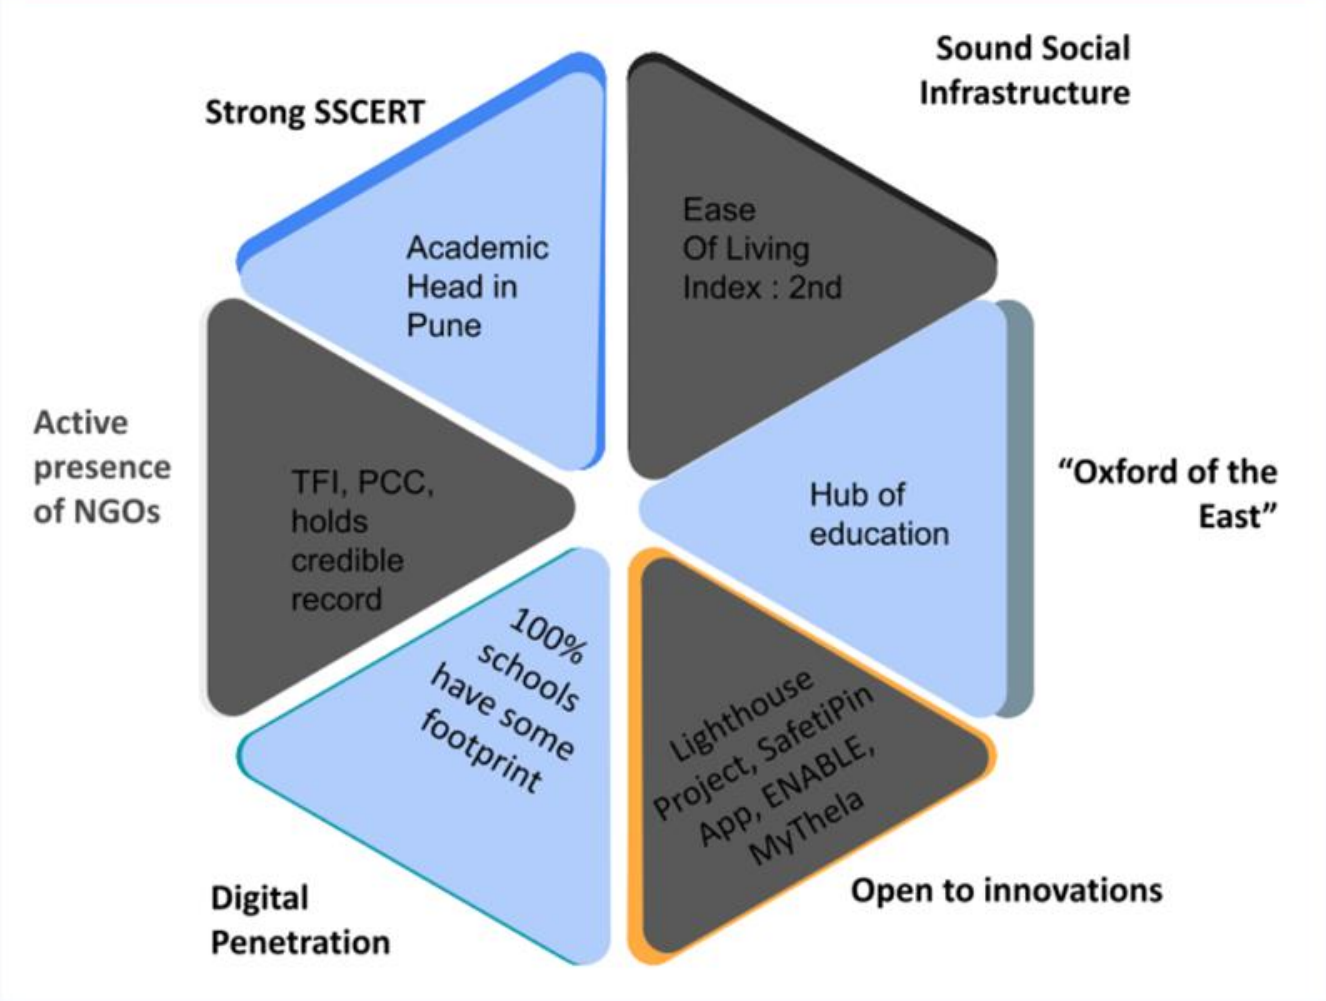 Strong SSCERT
Academic
Head in
Pune
Sound Social
Infrastructure
Ease
Of Living
Index : 2nd
"Oxford of the
East"
Hub of
education
Open to innovations
Lighthouse
Project, SafetiPin
App, ENABLE,
MyThela
Digital
Penetration
100%
schools
have some
footprint
Active
presence
of NGOs
TFI, PCC,
holds
credible
record